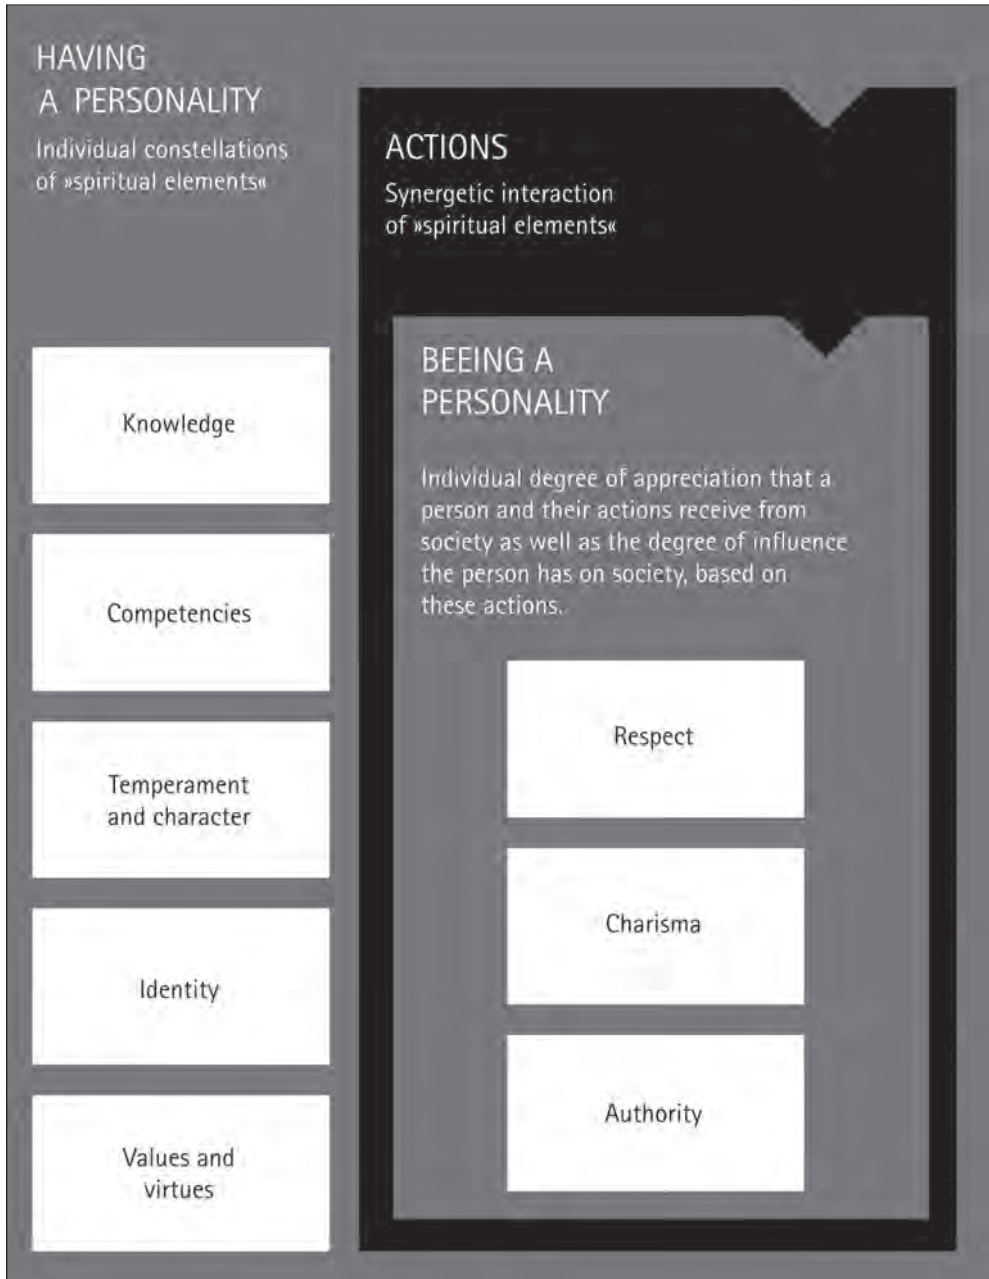 HAVING
A PERSONALITY
Individual constellations
of »spiritual elements«
Knowledge
Competencies
Temperament
and character
Identity
Values and
virtues
ACTIONS
Synergetic interaction
of »spiritual elements«
BEEING A
PERSONALITY
Individual degree of appreciation that a
person and their actions receive from
society as well as the degree of influence
the person has on society, based on
these actions.
Respect
Charisma
Authority